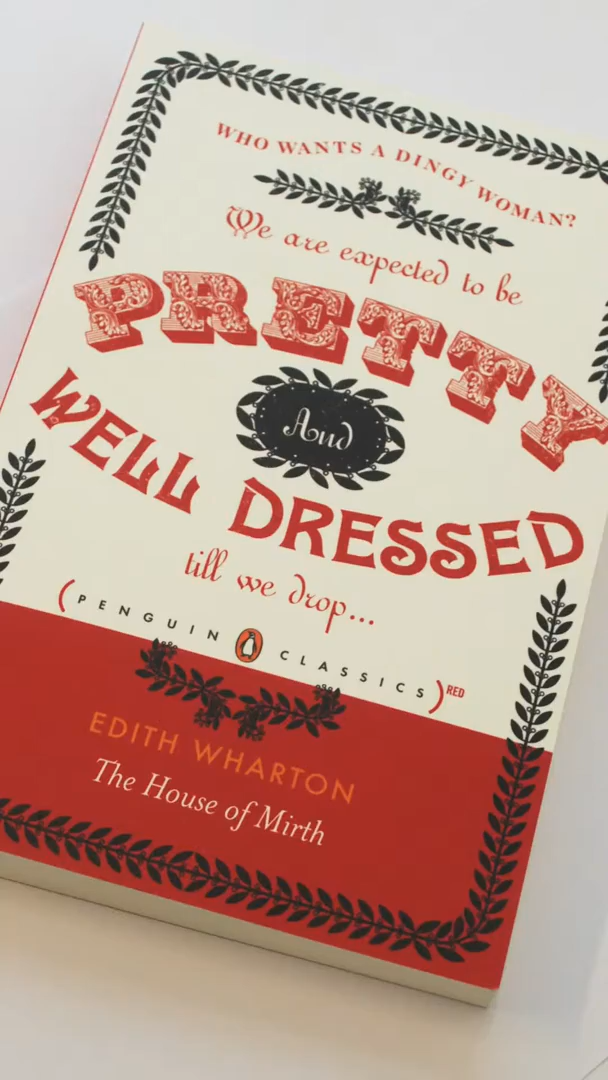 WHO WANTS A DINGY WOMAN?
We are expected to be
PRETTY
And
WELL DRESSED
till we drop...
(PENGUIN CLASSICS) RED
EDITH WHARTON
The House of Mirth